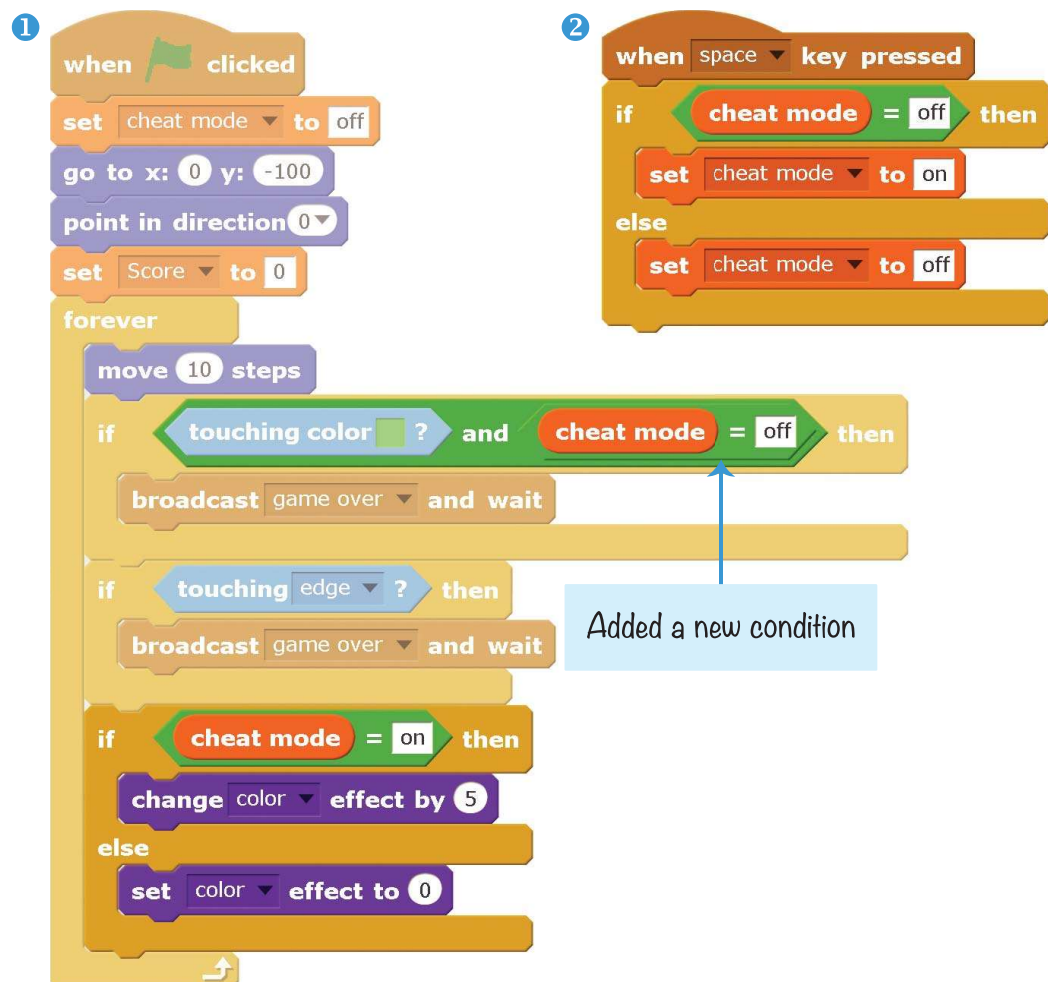 1
when clicked
set cheat mode to off
go to x: 0 y: -100
point in direction 0
set Score to 0
forever
move 10 steps
if touching color ? and cheat mode = off then
broadcast game over and wait
if touching edge ? then
broadcast game over and wait
if cheat mode = on then
change color effect by 5
else
set color effect to 0
Added a new condition
2
when space key pressed
if cheat mode = off then
set cheat mode to on
else
set cheat mode to off